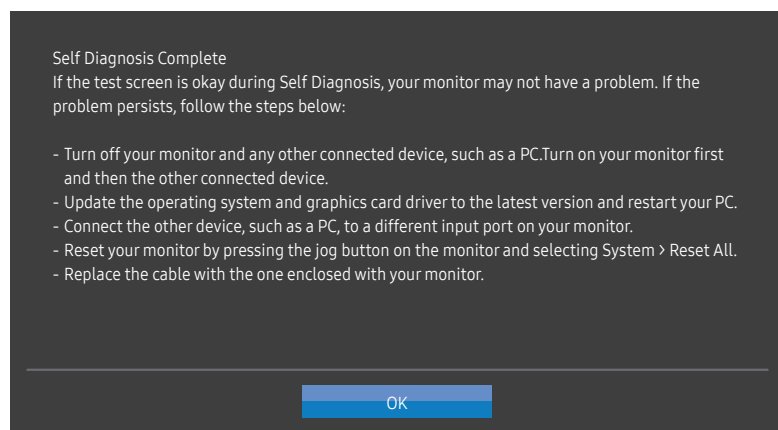 Self Diagnosis Complete
If the test screen is okay during Self Diagnosis, your monitor may not have a problem. If the
problem persists, follow the steps below:
- Turn off your monitor and any other connected device, such as a PC.Turn on your monitor first
and then the other connected device.
- Update the operating system and graphics card driver to the latest version and restart your PC.
- Connect the other device, such as a PC, to a different input port on your monitor.
- Reset your monitor by pressing the jog button on the monitor and selecting System > Reset All.
- Replace the cable with the one enclosed with your monitor.
OK